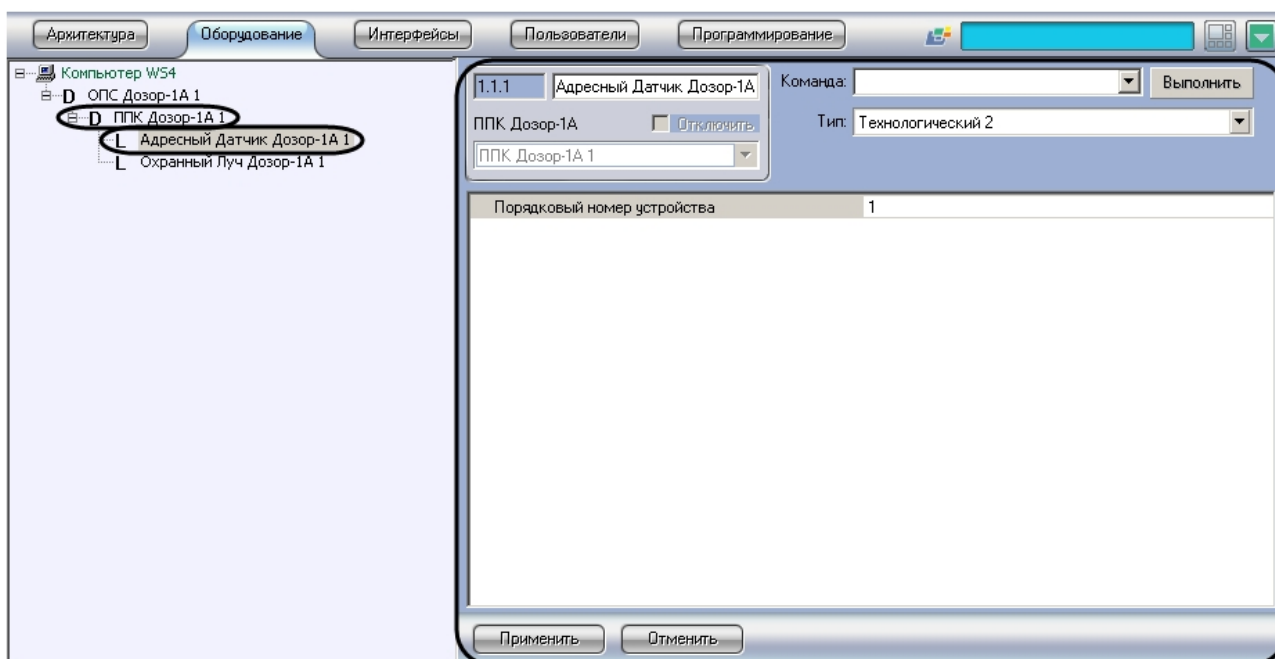 Архитектура Оборудование Интерфейсы Пользователи Программирование
Компьютер WS4
D ОПС Дозор-1А 1
D ППК Дозор-1А 1
L Адресный Датчик Дозор-1А 1
L Охранный Луч Дозор-1А 1
1.1.1 Адресный Датчик Дозор-1А
ППК Дозор-1А Отключить
ППК Дозор-1А 1
Команда: Выполнить
Тип: Технологический 2
Порядковый номер устройства 1
Применить Отменить